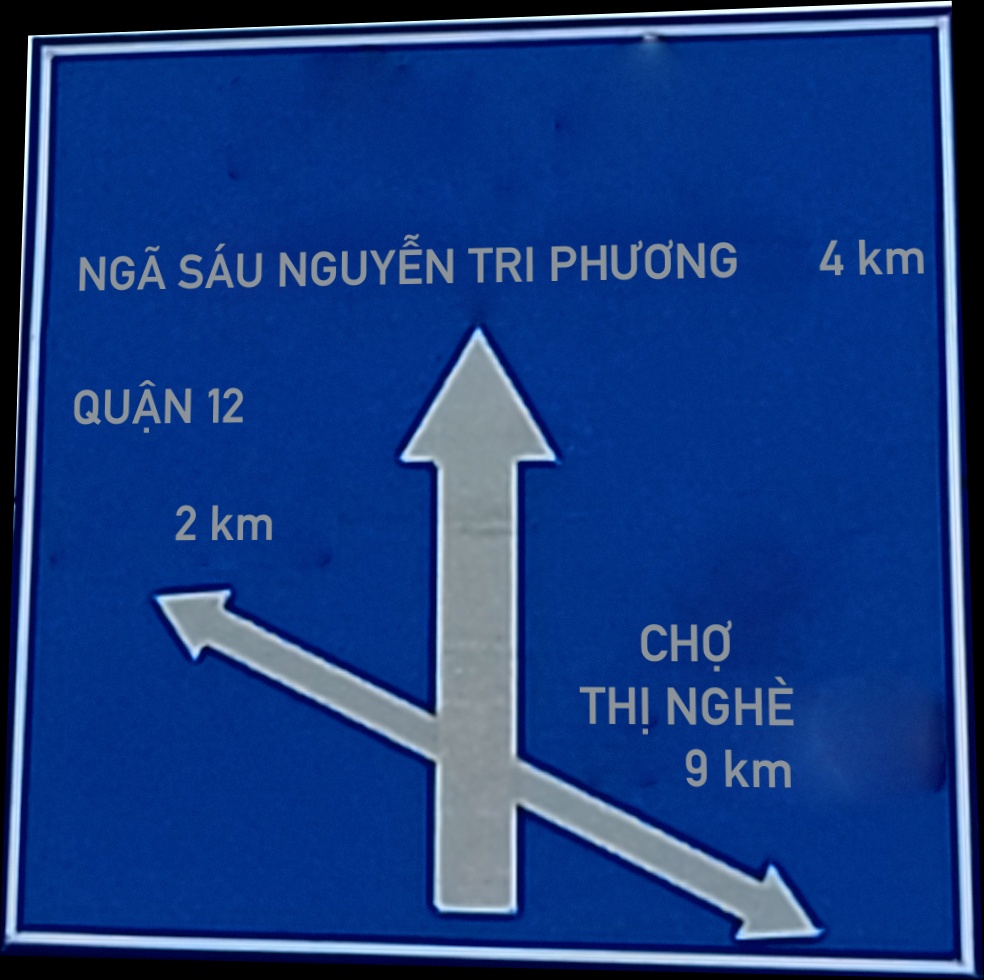 NGÃ SÁU NGUYỄN TRI PHƯƠNG 4 km
QUẬN 12
2 km
CHỢ
THỊ NGHÈ
9 km